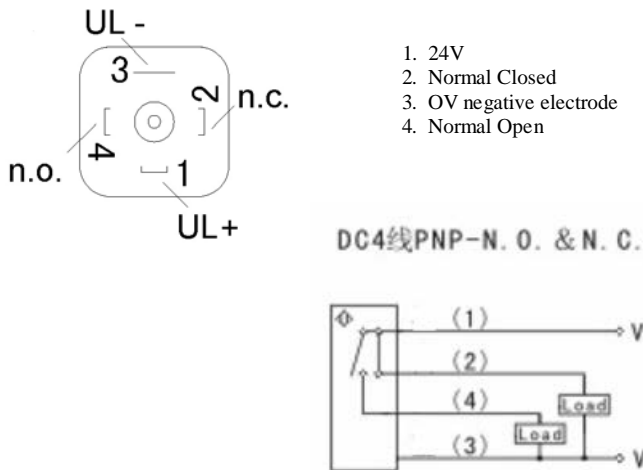 UL -
3
2
n.c.
n.o.
4
1
UL+
1. 24V
2. Normal Closed
3. OV negative electrode
4. Normal Open
DC4线PNP-N.O.&N.C.
(1)
V
(2)
Load
(4)
Load
(3)
V